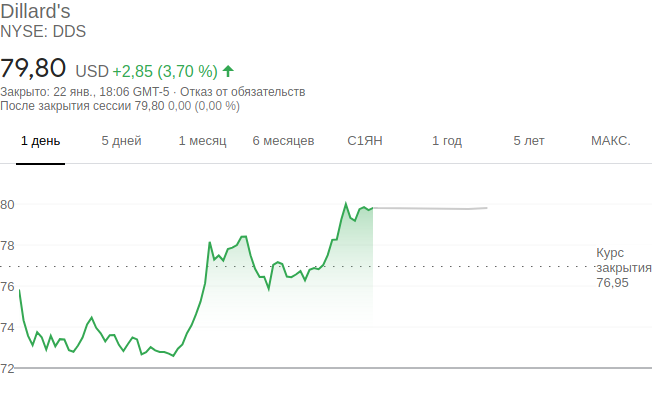 Dillard's
NYSE: DDS
79,80 USD +2,85 (3,70 %)
Закрыто: 22 янв., 18:06 GMT-5 · Отказ от обязательств
После закрытия сессии 79,80 0,00 (0,00 %)
1 день 5 дней 1 месяц 6 месяцев С1ЯН 1 год 5 лет МАКС.
80
78
Курс
закрытия
76,95
76
74
72